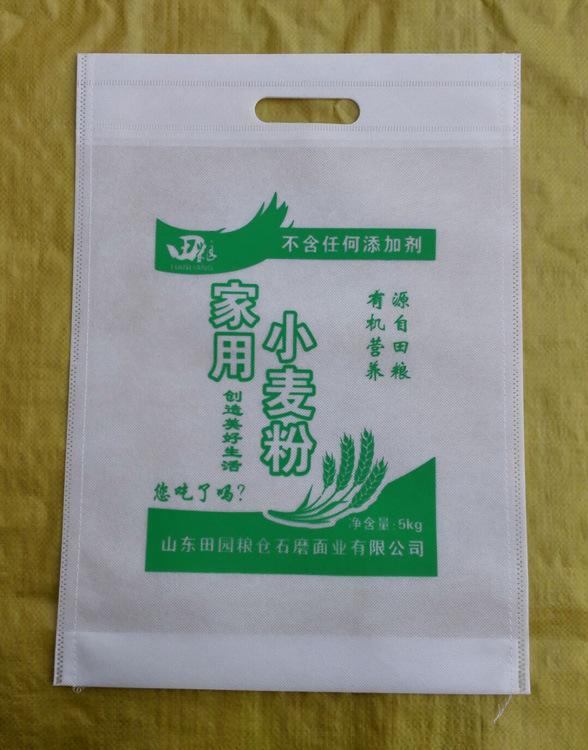 田粮
TIANLIANG
不含任何添加剂
家用
小麦粉
创造美好生活
源自田粮
有机营养
您吃了吗?
净含量:5kg
山东田园粮仓石磨面业有限公司